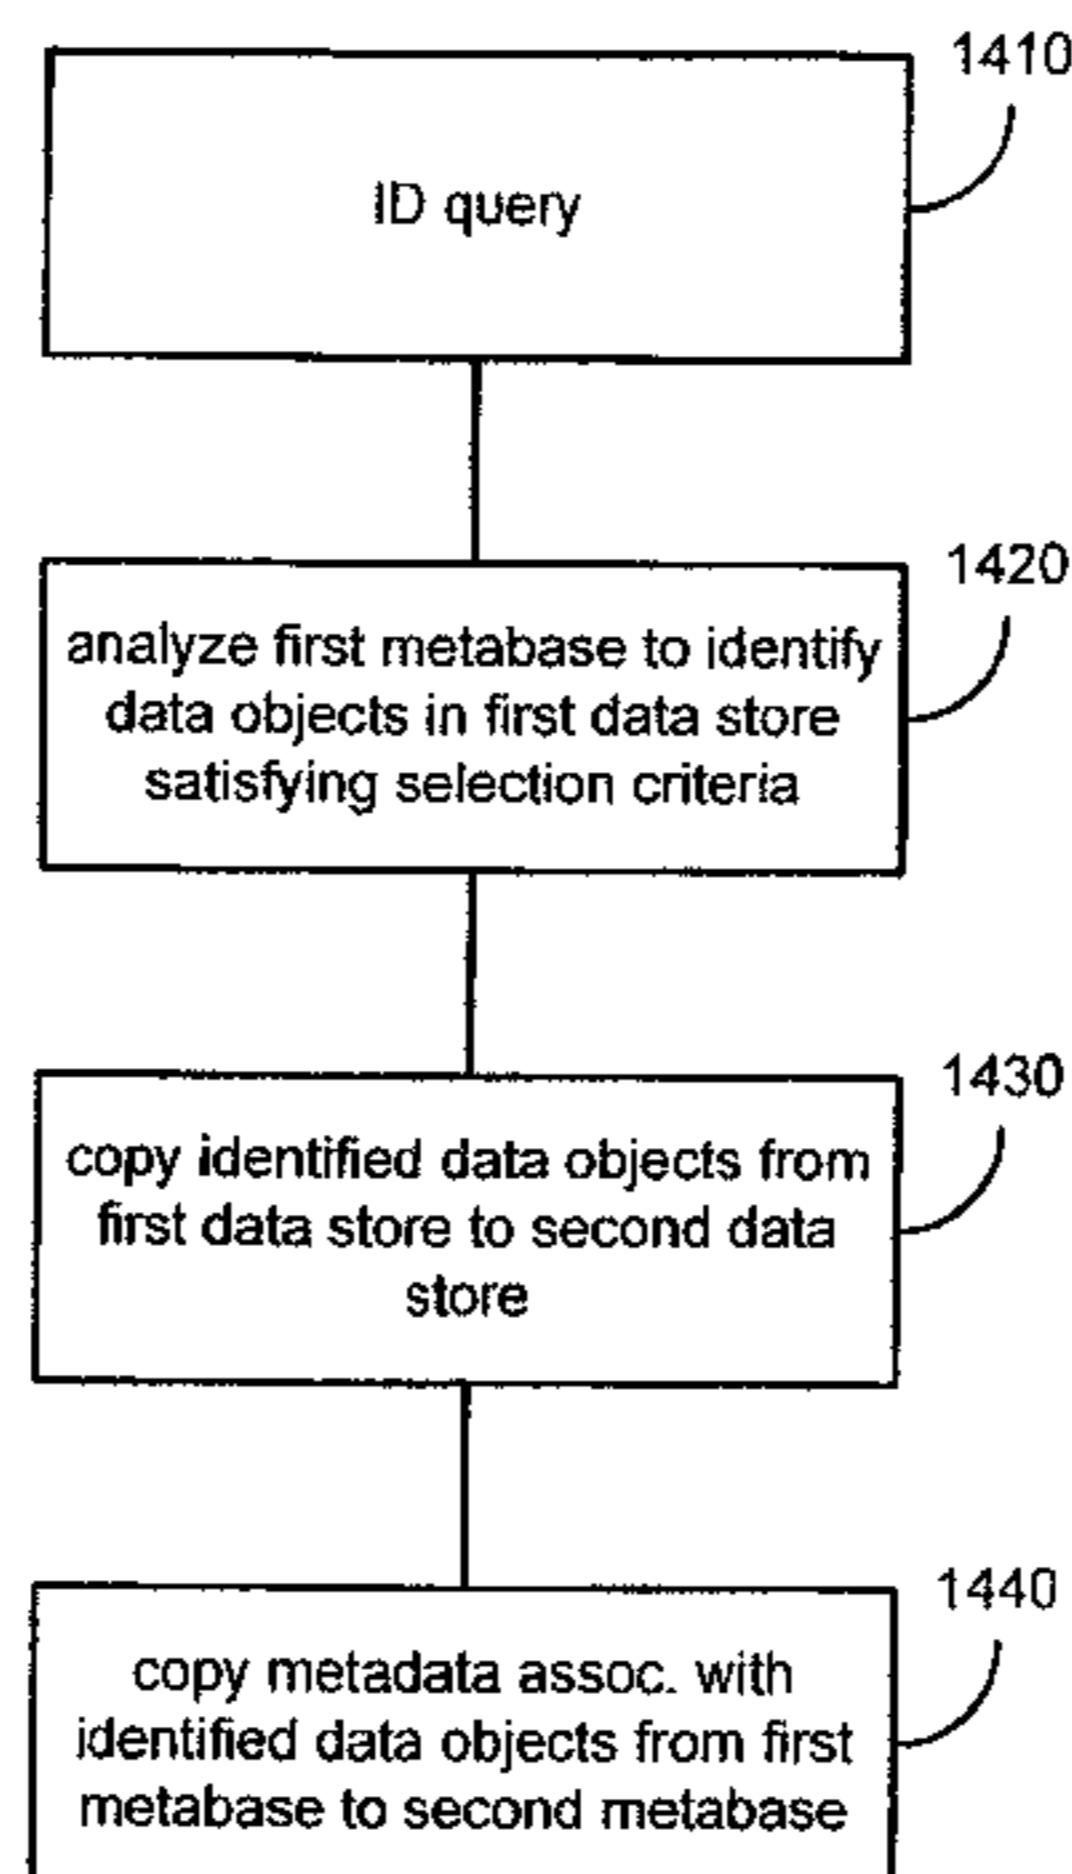 1410
ID query
1420
analyze first metabase to identify
data objects in first data store
satisfying selection criteria
1430
copy identified data objects from
first data store to second data
store
1440
copy metadata assoc. with
identified data objects from first
metabase to second metabase